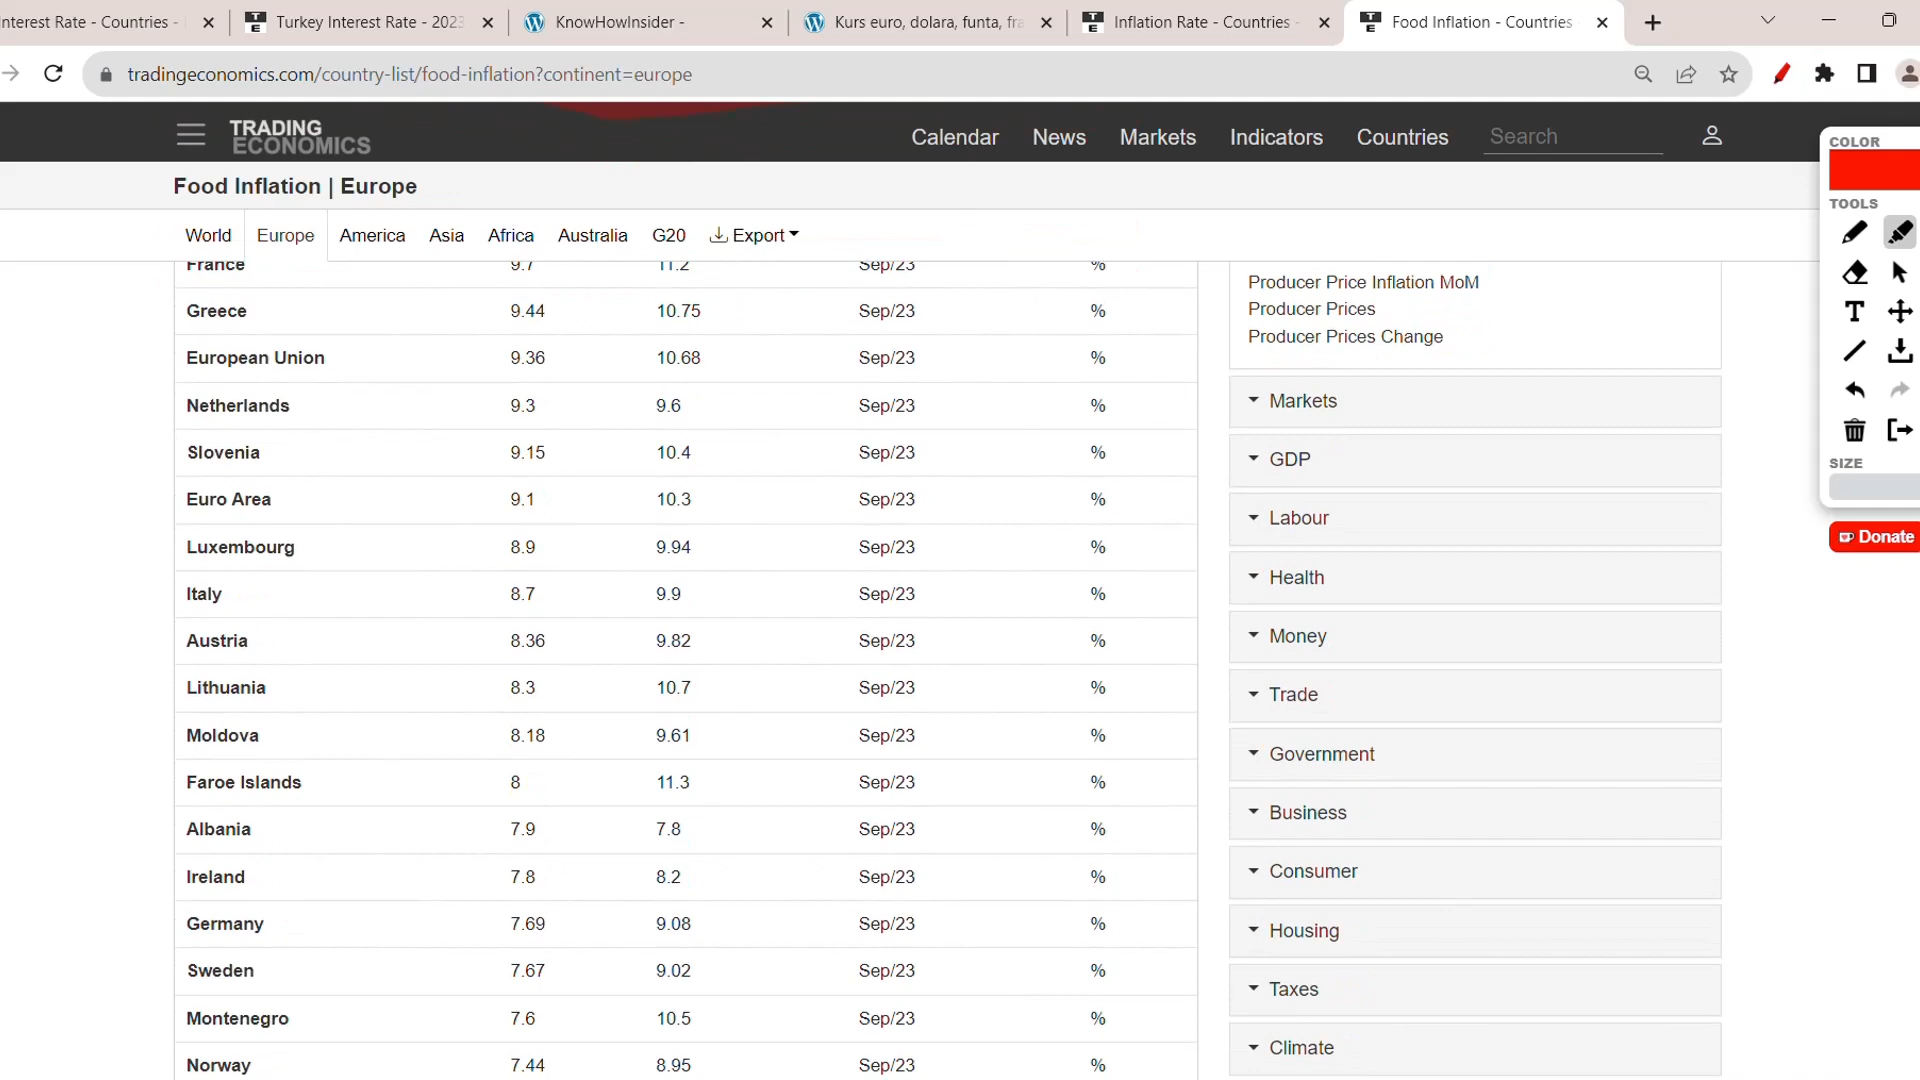 nterest Rate - Countries -
Turkey Interest Rate - 2023
KnowHowInsider -
Kurs euro, dolara, funta, fra
Inflation Rate - Countries -
Food Inflation - Countries
tradingeconomics.com/country-list/food-inflation?continent=europe
TRADING
ECONOMICS
Calendar News Markets Indicators Countries Search
Food Inflation | Europe
World Europe America Asia Africa Australia G20 Export
France 9.7 11.2 Sep/23 %
Greece 9.44 10.75 Sep/23 %
European Union 9.36 10.68 Sep/23 %
Netherlands 9.3 9.6 Sep/23 %
Slovenia 9.15 10.4 Sep/23 %
Euro Area 9.1 10.3 Sep/23 %
Luxembourg 8.9 9.94 Sep/23 %
Italy 8.7 9.9 Sep/23 %
Austria 8.36 9.82 Sep/23 %
Lithuania 8.3 10.7 Sep/23 %
Moldova 8.18 9.61 Sep/23 %
Faroe Islands 8 11.3 Sep/23 %
Albania 7.9 7.8 Sep/23 %
Ireland 7.8 8.2 Sep/23 %
Germany 7.69 9.08 Sep/23 %
Sweden 7.67 9.02 Sep/23 %
Montenegro 7.6 10.5 Sep/23 %
Norway 7.44 8.95 Sep/23 %
Producer Price Inflation MoM
Producer Prices
Producer Prices Change
Markets
GDP
Labour
Health
Money
Trade
Government
Business
Consumer
Housing
Taxes
Climate
COLOR
TOOLS
T
SIZE
Donate